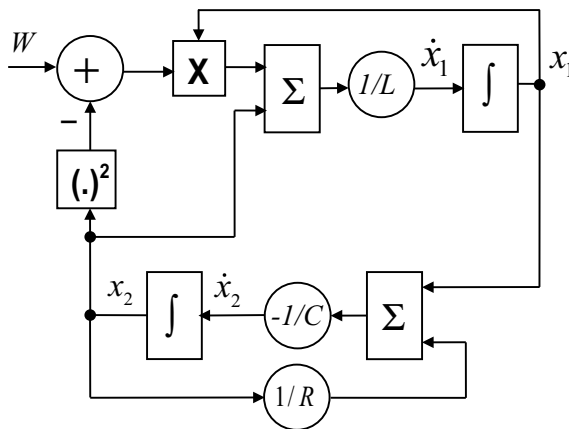 W
+
−
X
Σ
1/L
ẋ₁
∫
x₁
(.)²
x₂
∫
ẋ₂
-1/C
Σ
1/R